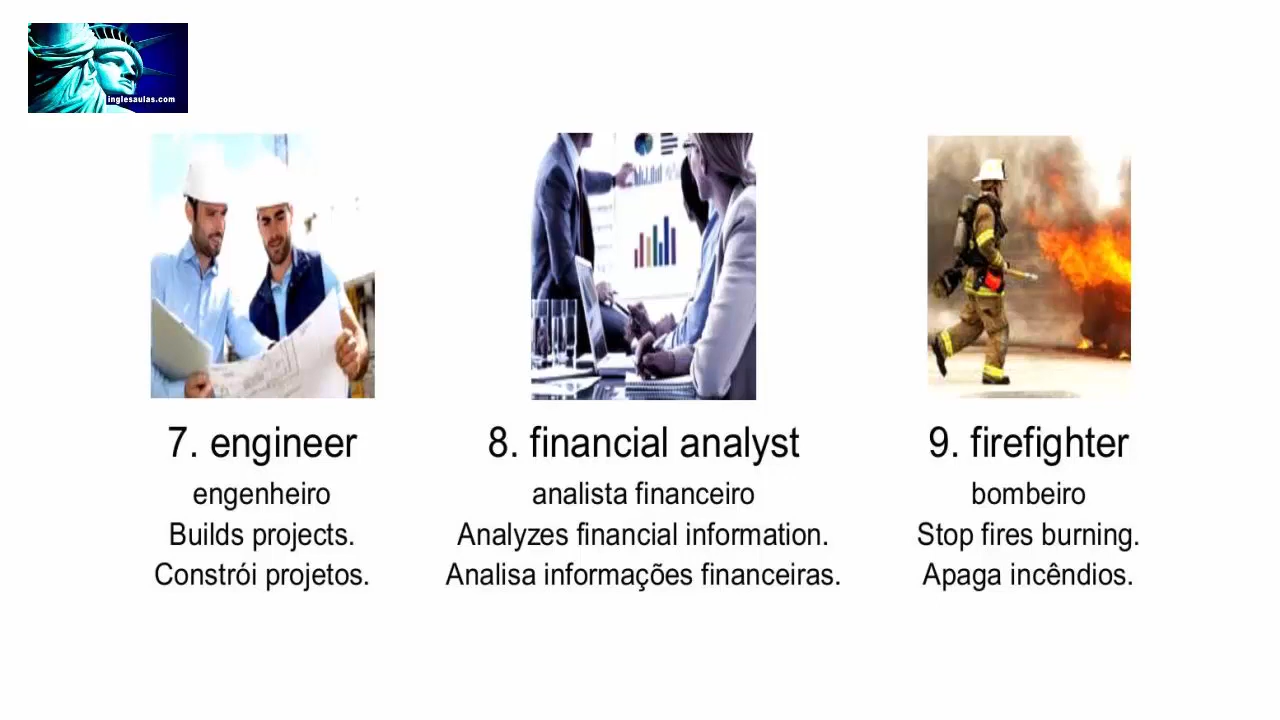 inglesaulas.com
7. engineer
engenheiro
Builds projects.
Constrói projetos.
8. financial analyst
analista financeiro
Analyzes financial information.
Analisa informações financeiras.
9. firefighter
bombeiro
Stop fires burning.
Apaga incêndios.